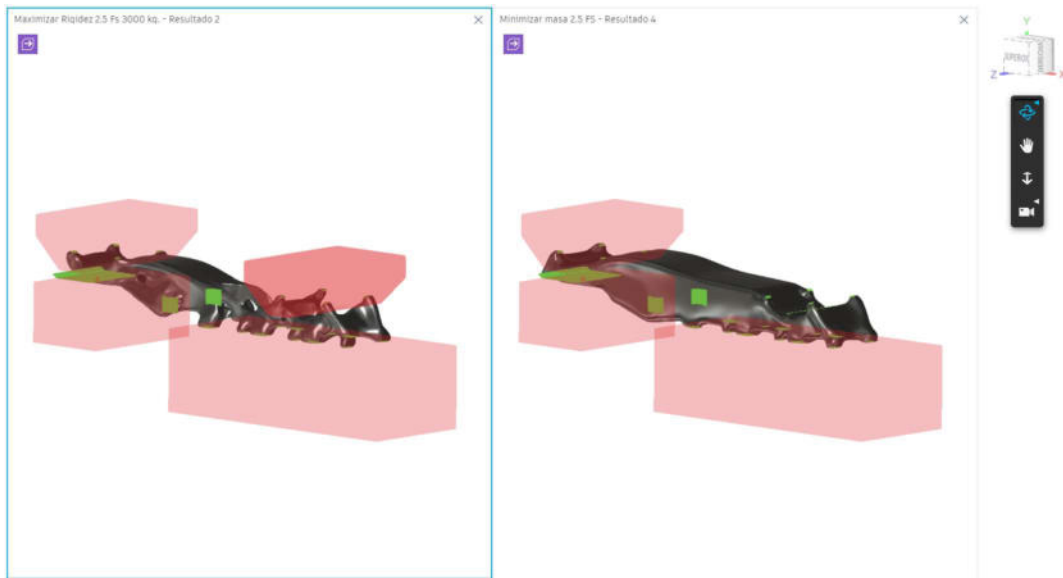 Maximizar Rigidez 2.5 Fs 3000 kg. - Resultado 2
Minimizar masa 2.5 FS - Resultado 4
Y
Z
X